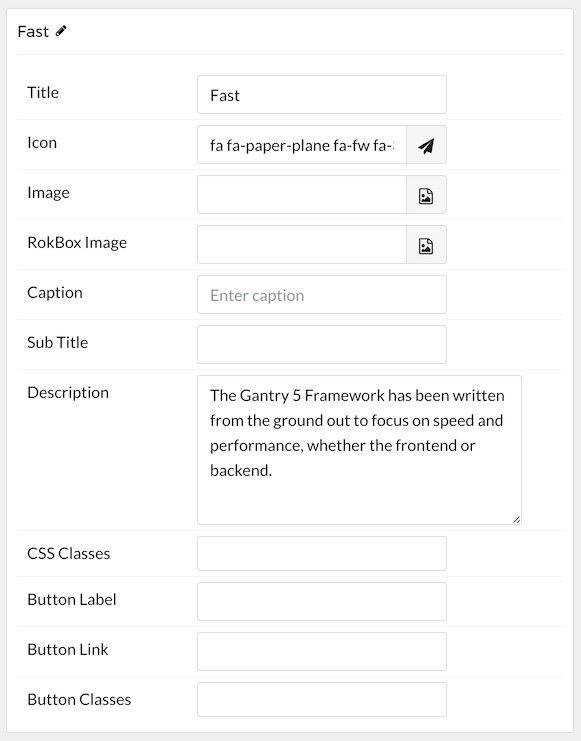 Fast
Title
Fast
Icon
fa fa-paper-plane fa-fw fa-
Image
RokBox Image
Caption
Enter caption
Sub Title
Description
The Gantry 5 Framework has been written
from the ground out to focus on speed and
performance, whether the frontend or
backend.
CSS Classes
Button Label
Button Link
Button Classes